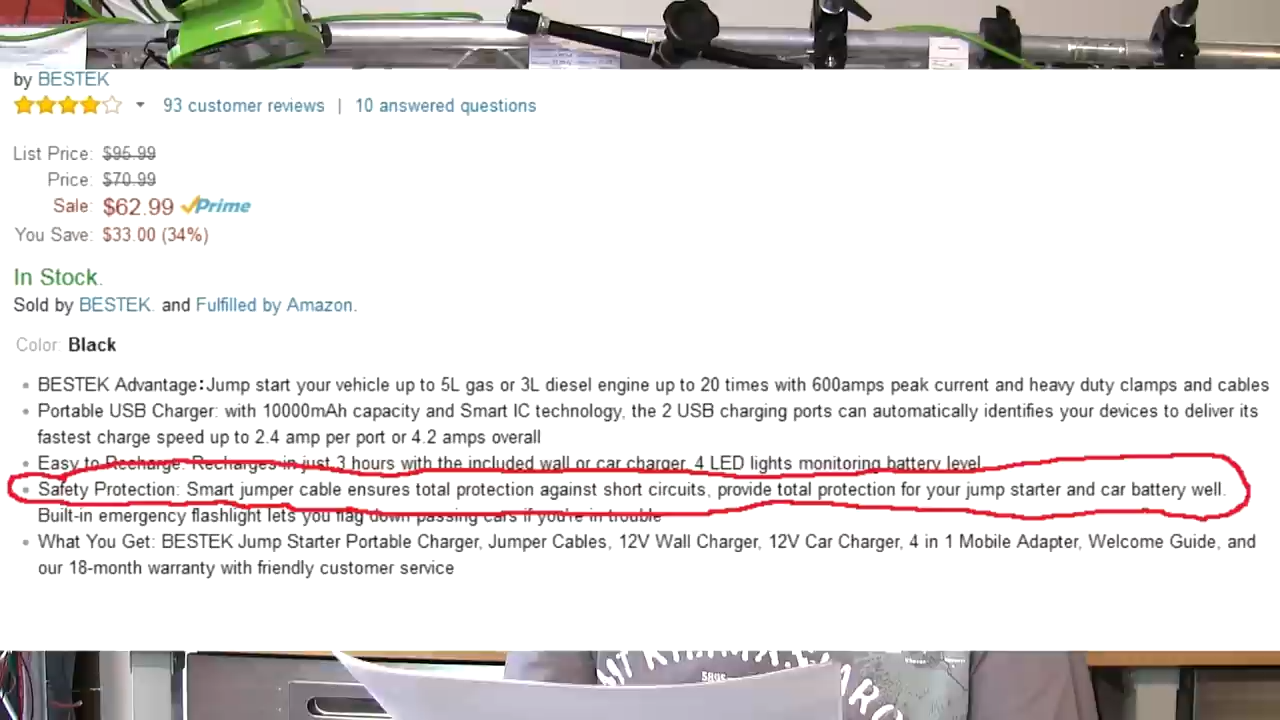 by BESTEK
93 customer reviews | 10 answered questions
List Price: $95.99
Price: $70.99
Sale: $62.99 Prime
You Save: $33.00 (34%)
In Stock.
Sold by BESTEK. and Fulfilled by Amazon.
Color: Black
BESTEK Advantage:Jump start your vehicle up to 5L gas or 3L diesel engine up to 20 times with 600amps peak current and heavy duty clamps and cables
Portable USB Charger: with 10000mAh capacity and Smart IC technology, the 2 USB charging ports can automatically identifies your devices to deliver its
fastest charge speed up to 2.4 amp per port or 4.2 amps overall
Easy to Recharge: Recharges in just 3 hours with the included wall or car charger, 4 LED lights monitoring battery level
Safety Protection: Smart jumper cable ensures total protection against short circuits, provide total protection for your jump starter and car battery well.
Built-in emergency flashlight lets you flag down passing cars if you're in trouble
What You Get: BESTEK Jump Starter Portable Charger, Jumper Cables, 12V Wall Charger, 12V Car Charger, 4 in 1 Mobile Adapter, Welcome Guide, and
our 18-month warranty with friendly customer service
5895